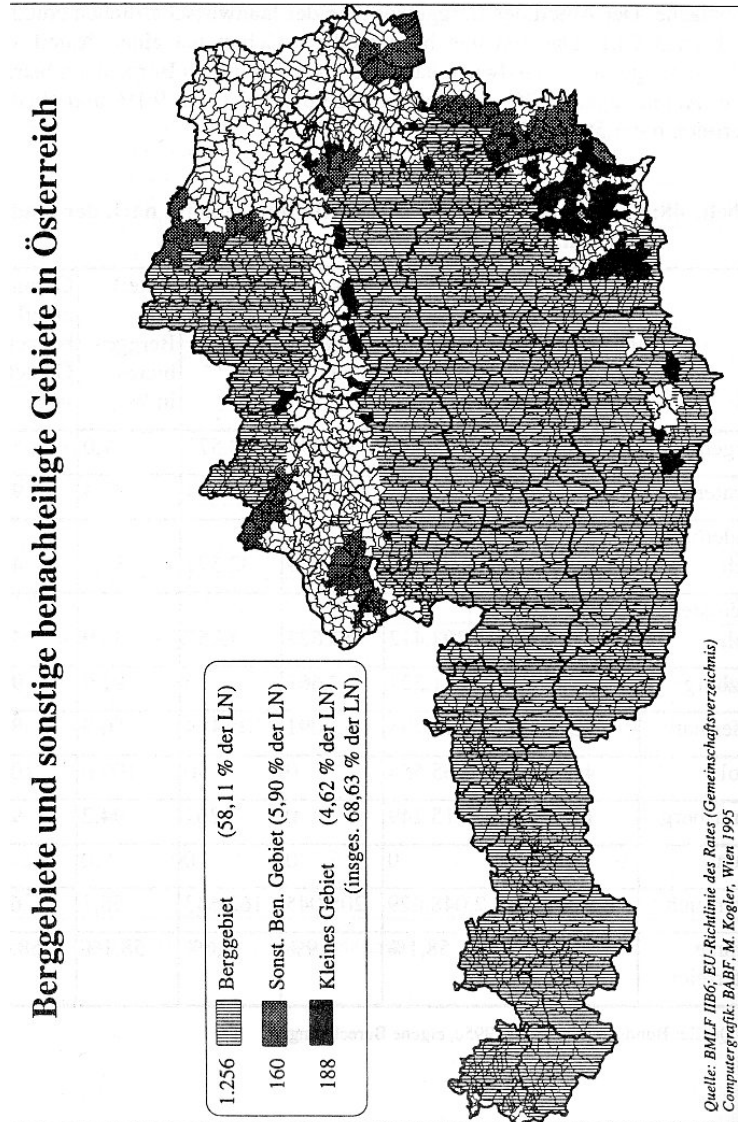 Berggebiete und sonstige benachteiligte Gebiete in Österreich
1.256 Berggebiet (58,11 % der LN)
160 Sonst. Ben. Gebiet (5,90 % der LN)
188 Kleines Gebiet (4,62 % der LN)
(insges. 68,63 % der LN)
Quelle: BMLF IIB6; EU-Richtlinie des Rates (Gemeinschaftsverzeichnis)
Computergrafik: BABF, M. Kogler, Wien 1995